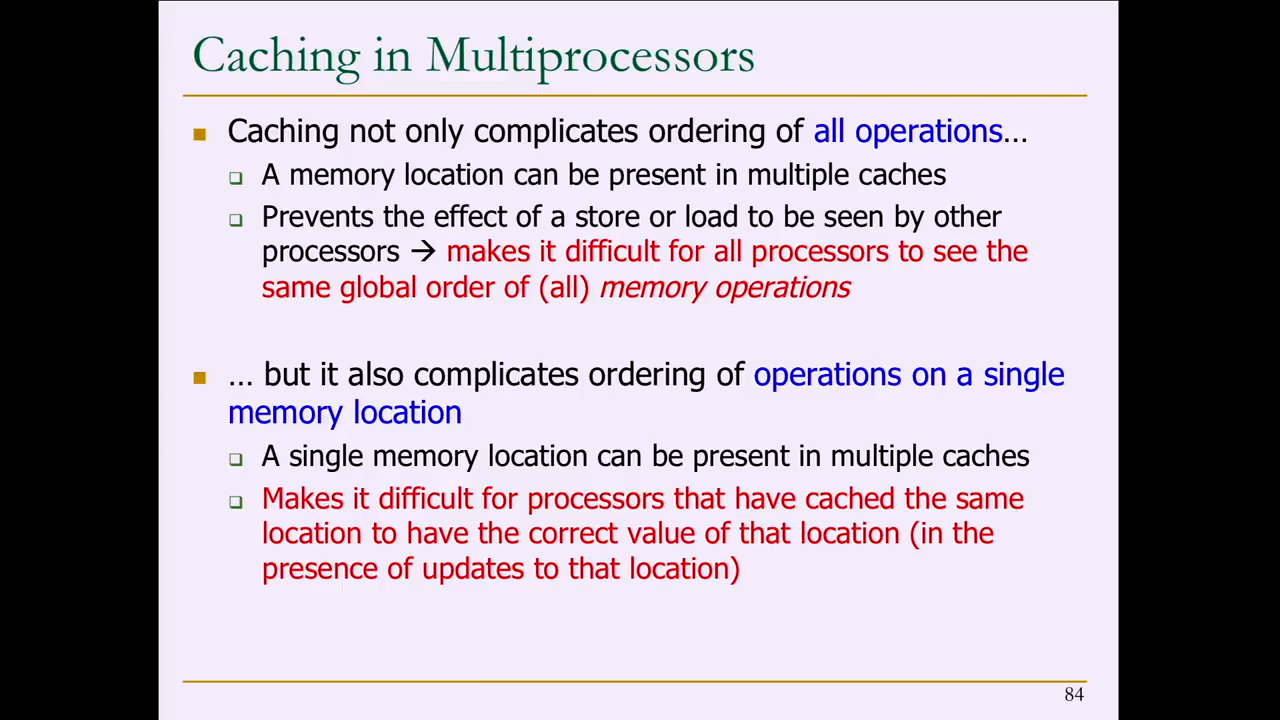 Caching in Multiprocessors
Caching not only complicates ordering of all operations…
A memory location can be present in multiple caches
Prevents the effect of a store or load to be seen by other
processors → makes it difficult for all processors to see the
same global order of (all) memory operations
… but it also complicates ordering of operations on a single
memory location
A single memory location can be present in multiple caches
Makes it difficult for processors that have cached the same
location to have the correct value of that location (in the
presence of updates to that location)
84